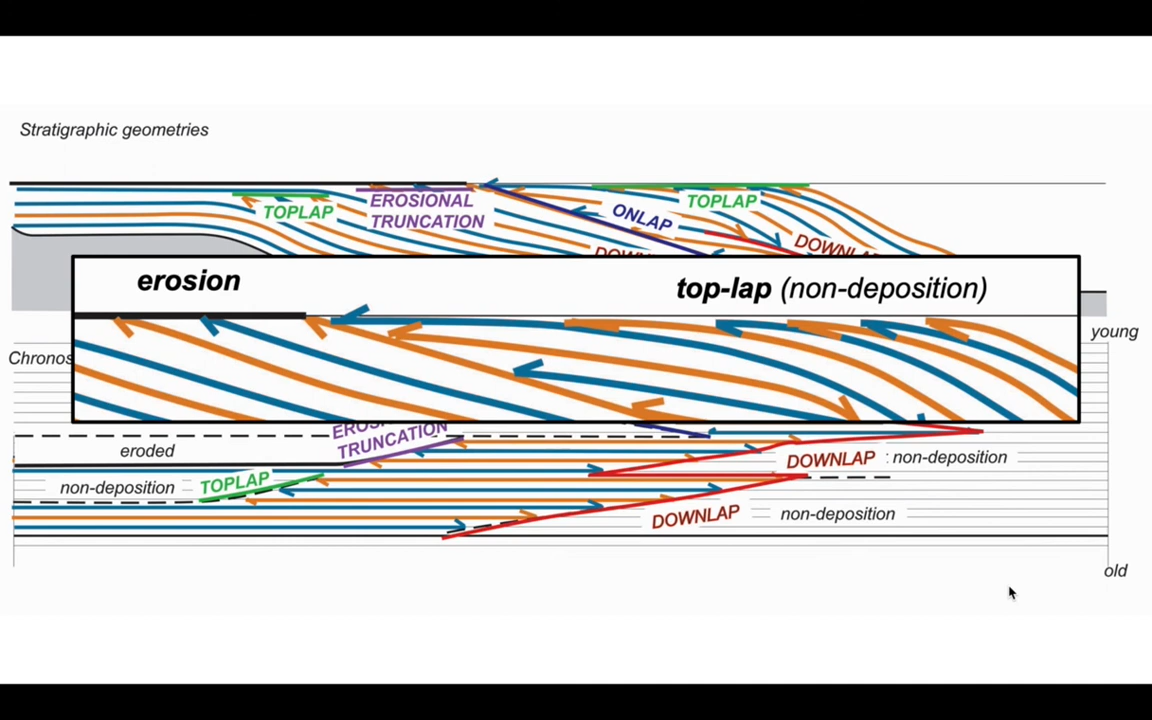 Stratigraphic geometries
TOPLAP
EROSIONAL
TRUNCATION
ONLAP
TOPLAP
erosion
top-lap (non-deposition)
young
TRUNCATION
eroded
DOWNLAP
non-deposition
non-deposition
TOPLAP
DOWNLAP
non-deposition
old